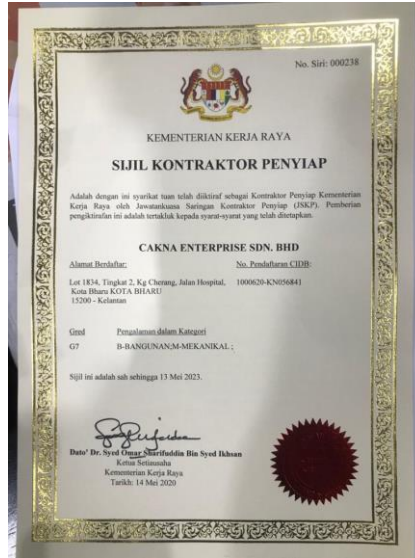 No. Siri: 000238
KEMENTERIAN KERJA RAYA
SIJIL KONTRAKTOR PENYIAP
Adalah dengan ini syarikat tuan telah diiktiraf sebagai Kontraktor Penyiap Kementerian
Kerja Raya oleh Jawatankuasa Saringan Kontraktor Penyiap (JSKP). Pemberian
pengiktirafan ini adalah tertakluk kepada syarat-syarat yang telah ditetapkan.
CAKNA ENTERPRISE SDN. BHD
Alamat Berdaftar: No. Pendaftaran CIDB:
Lot 1834, Tingkat 2, Kg Cherang, Jalan Hospital, 1000620-KN056841
Kota Bharu KOTA BHARU
15200 - Kelantan
Gred Pengalaman dalam Kategori
G7 B-BANGUNAN;M-MEKANIKAL ;
Sijil ini adalah sah sehingga 13 Mei 2023.
Dato' Dr. Syed Omar Sharifuddin Bin Syed Ikhsan
Ketua Setiausaha
Kementerian Kerja Raya
Tarikh: 14 Mei 2020